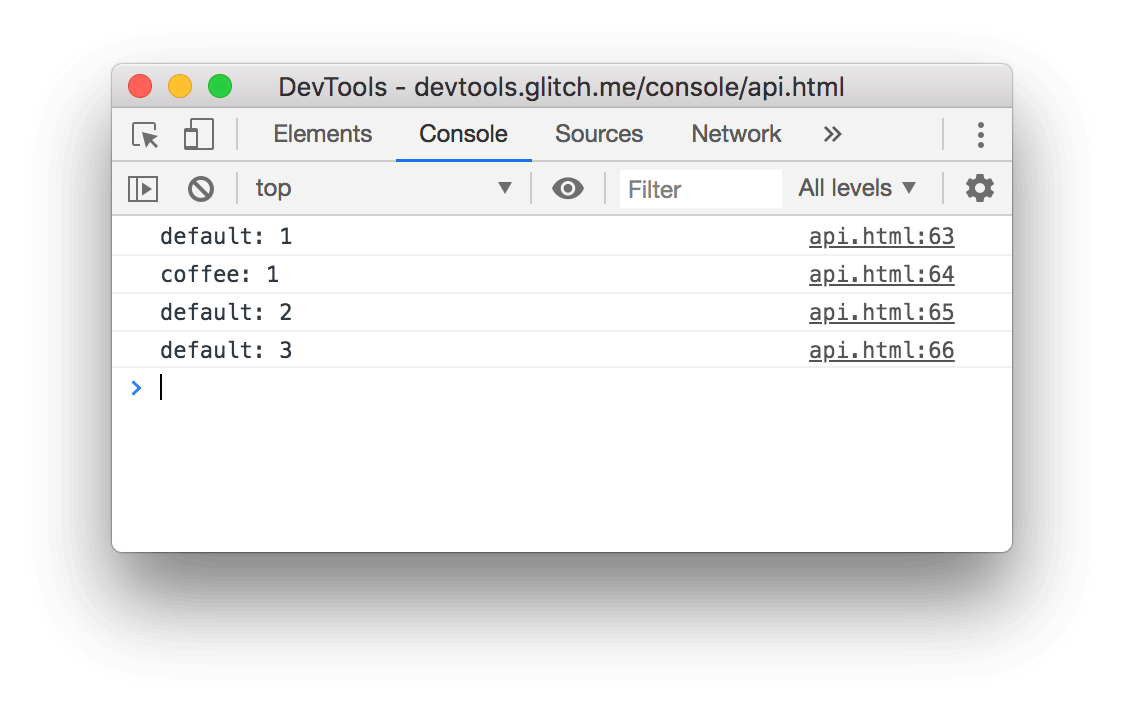 DevTools - devtools.glitch.me/console/api.html
Elements Console Sources Network
top Filter All levels
default: 1 api.html:63
coffee: 1 api.html:64
default: 2 api.html:65
default: 3 api.html:66